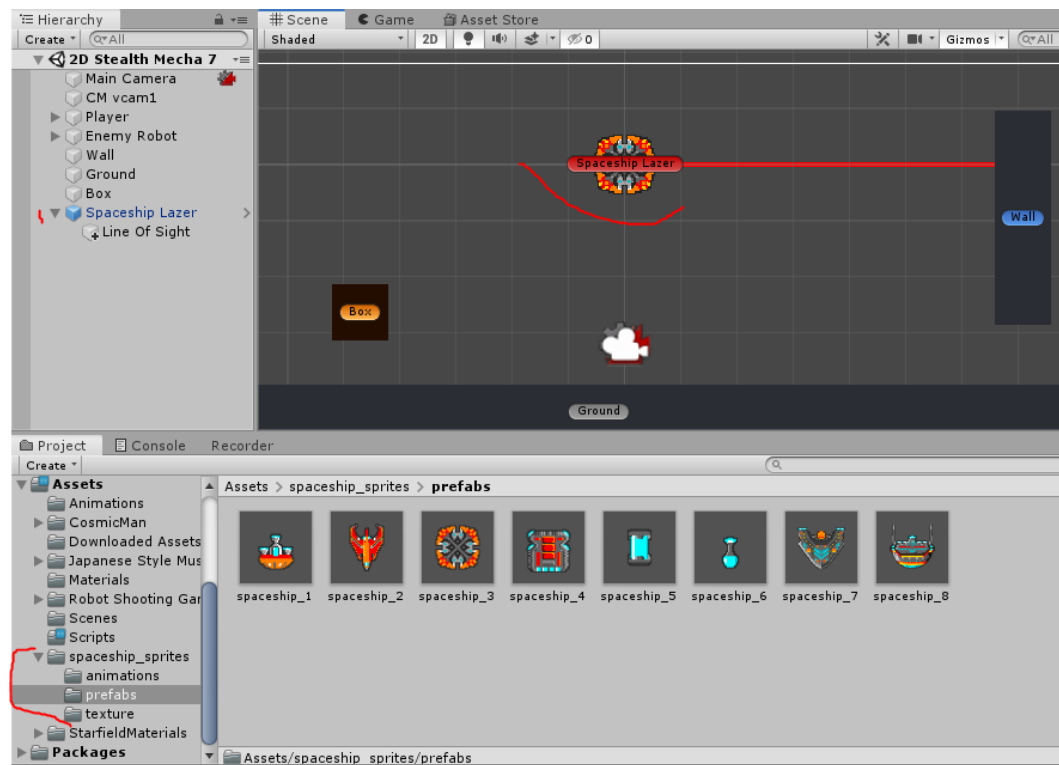 Hierarchy
Create
All
2D Stealth Mecha 7
Main Camera
CM vcam1
Player
Enemy Robot
Wall
Ground
Box
Spaceship Lazer
Line Of Sight
Scene Game Asset Store
Shaded 2D 0 Gizmos All
Spaceship Lazer
Wall
Box
Ground
Project Console Recorder
Create
Assets
Animations
CosmicMan
Downloaded Assets
Japanese Style Mus
Materials
Robot Shooting Gar
Scenes
Scripts
spaceship_sprites
animations
prefabs
texture
StarfieldMaterials
Packages
Assets > spaceship_sprites > prefabs
spaceship_1 spaceship_2 spaceship_3 spaceship_4 spaceship_5 spaceship_6 spaceship_7 spaceship_8
Assets/spaceship_sprites/prefabs